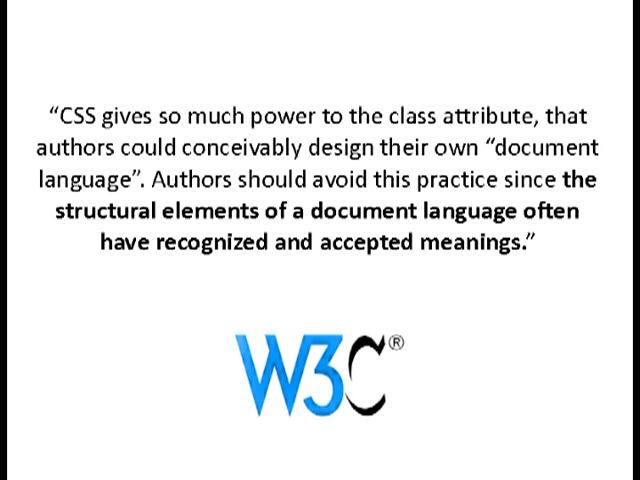 “CSS gives so much power to the class attribute, that
authors could conceivably design their own “document
language”. Authors should avoid this practice since the
structural elements of a document language often
have recognized and accepted meanings.”
W3C®